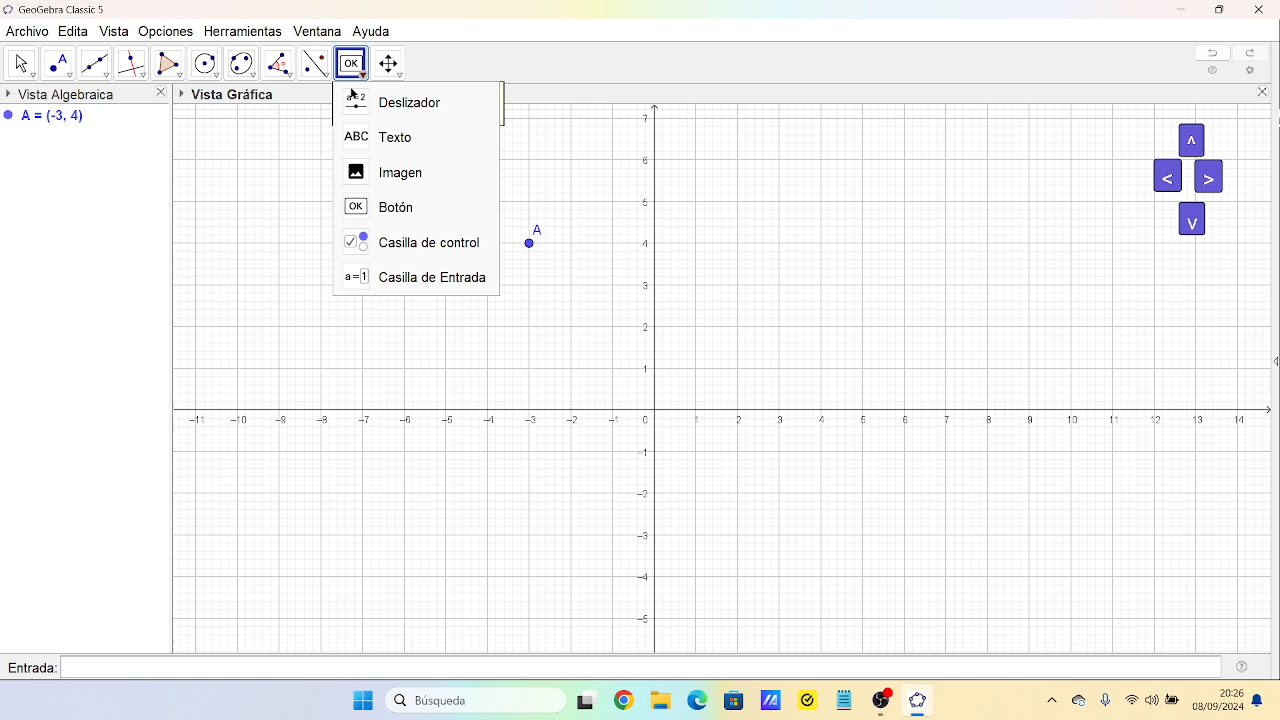 GeoGebra Classic 5
Archivo Edita Vista Opciones Herramientas Ventana Ayuda
A
OK
Vista Algebraica
Vista Gráfica
A = (-3, 4)
a=2 Deslizador
ABC Texto
Imagen
OK Botón
Casilla de control
a=1 Casilla de Entrada
A
^
< >
v
7
6
5
4
3
2
1
-11 -10 -9 -8 -7 -6 -5 -4 -3 -2 -1 0 1 2 3 4 5 6 7 8 9 10 11 12 13 14
-1
-2
-3
-4
-5
Entrada:
Búsqueda
20:26
08/09/2024